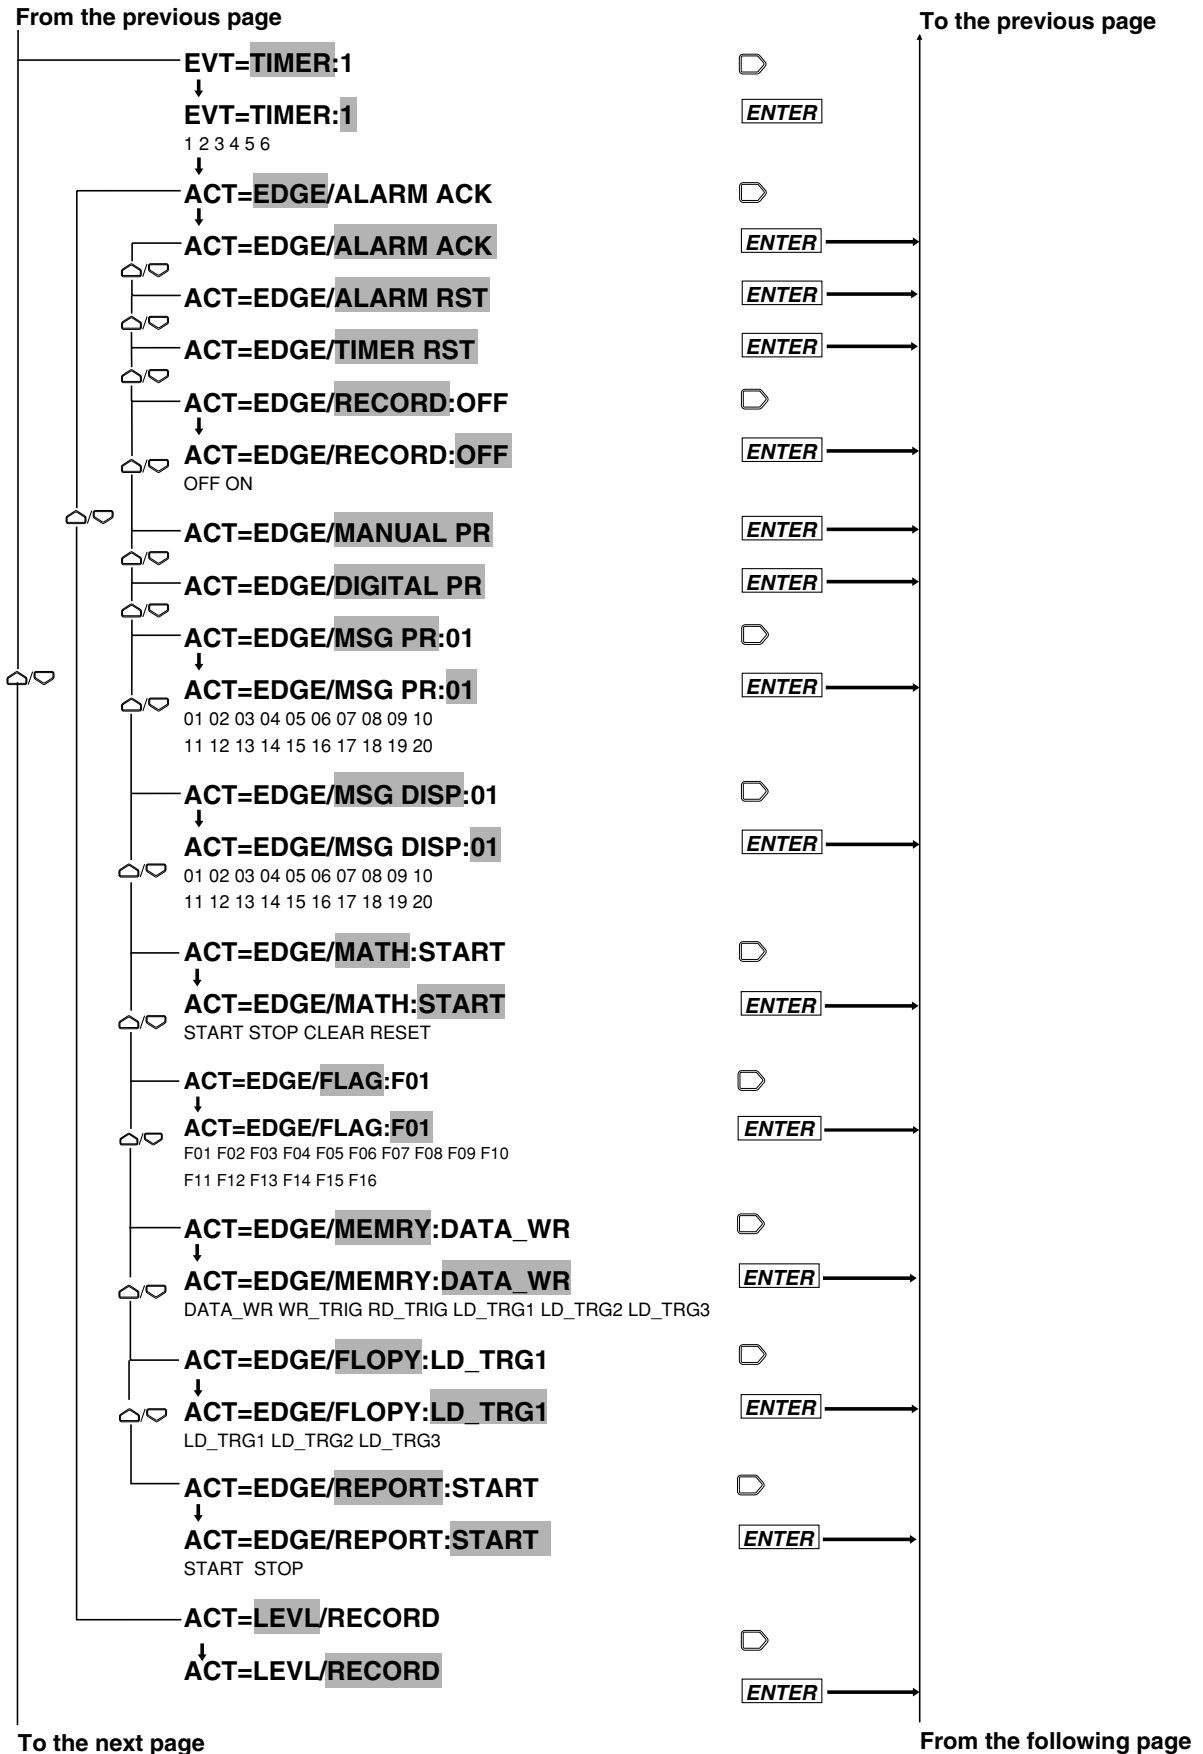 From the previous page
To the previous page
EVT=TIMER:1
EVT=TIMER:1
ENTER
1 2 3 4 5 6
ACT=EDGE/ALARM ACK
ACT=EDGE/ALARM ACK
ENTER
/
ACT=EDGE/ALARM RST
ENTER
/
ACT=EDGE/TIMER RST
ENTER
/
ACT=EDGE/RECORD:OFF
ACT=EDGE/RECORD:OFF
ENTER
/
OFF ON
/
ACT=EDGE/MANUAL PR
ENTER
/
ACT=EDGE/DIGITAL PR
ENTER
/
ACT=EDGE/MSG PR:01
/
ACT=EDGE/MSG PR:01
ENTER
/
01 02 03 04 05 06 07 08 09 10
11 12 13 14 15 16 17 18 19 20
ACT=EDGE/MSG DISP:01
ACT=EDGE/MSG DISP:01
ENTER
/
01 02 03 04 05 06 07 08 09 10
11 12 13 14 15 16 17 18 19 20
ACT=EDGE/MATH:START
ACT=EDGE/MATH:START
ENTER
/
START STOP CLEAR RESET
ACT=EDGE/FLAG:F01
ACT=EDGE/FLAG:F01
ENTER
/
F01 F02 F03 F04 F05 F06 F07 F08 F09 F10
F11 F12 F13 F14 F15 F16
ACT=EDGE/MEMRY:DATA_WR
ACT=EDGE/MEMRY:DATA_WR
ENTER
/
DATA_WR WR_TRIG RD_TRIG LD_TRG1 LD_TRG2 LD_TRG3
ACT=EDGE/FLOPY:LD_TRG1
ACT=EDGE/FLOPY:LD_TRG1
ENTER
/
LD_TRG1 LD_TRG2 LD_TRG3
ACT=EDGE/REPORT:START
ACT=EDGE/REPORT:START
ENTER
START STOP
ACT=LEVL/RECORD
ACT=LEVL/RECORD
ENTER
To the next page
From the following page